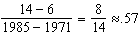 14 − 6 / 1985 − 1971 = 8 / 14 ≈ .57